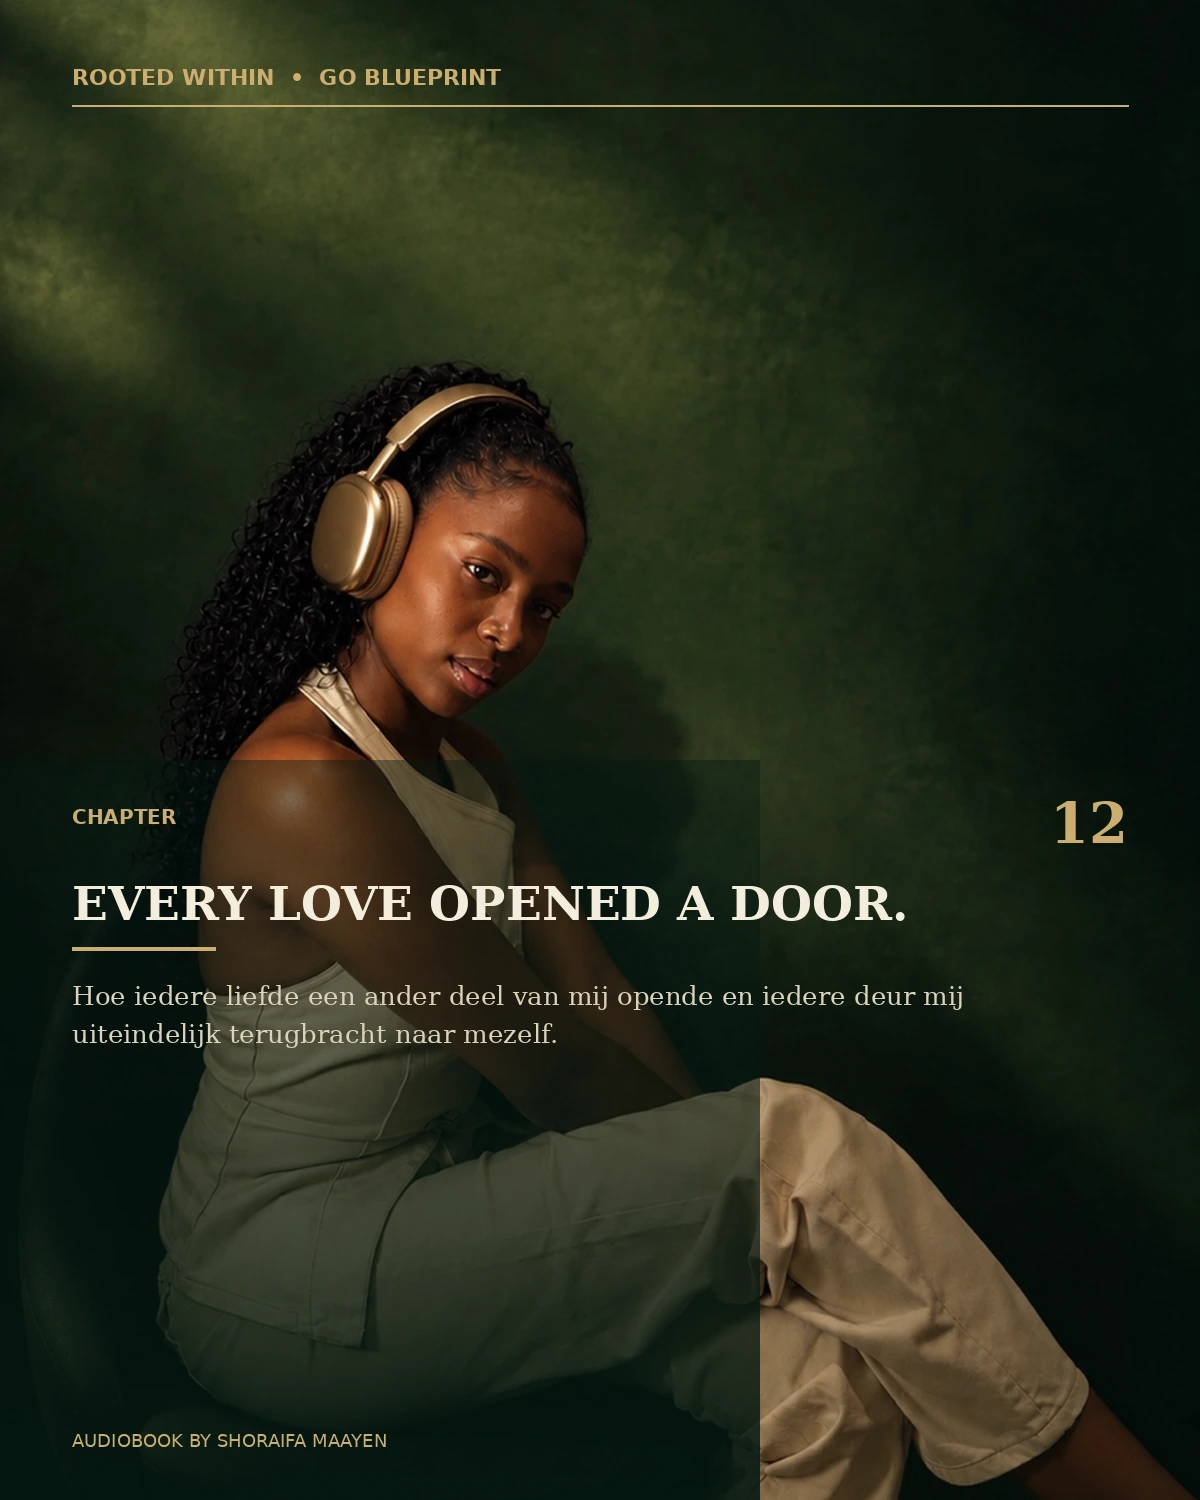 ROOTED WITHIN • GO BLUEPRINT
CHAPTER
12
EVERY LOVE OPENED A DOOR.
Hoe iedere liefde een ander deel van mij opende en iedere deur mij
uiteindelijk terugbracht naar mezelf.
AUDIOBOOK BY SHORAIFA MAAYEN